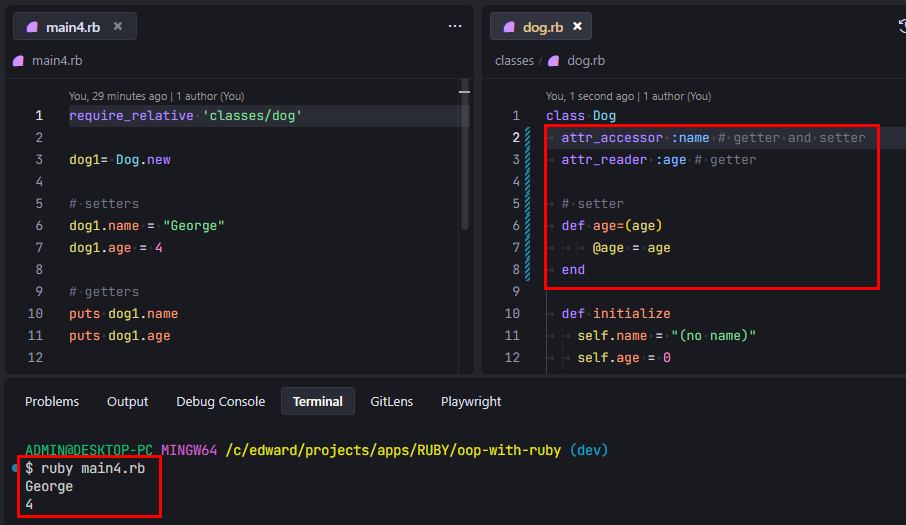 main4.rb ×
main4.rb
You, 29 minutes ago | 1 author (You)
1 require_relative 'classes/dog'
2
3 dog1= Dog.new
4
5 # setters
6 dog1.name = "George"
7 dog1.age = 4
8
9 # getters
10 puts dog1.name
11 puts dog1.age
12
dog.rb ×
classes / dog.rb
You, 1 second ago | 1 author (You)
1 class Dog
2 attr_accessor :name # getter and setter
3 attr_reader :age # getter
4
5 # setter
6 def age=(age)
7 @age = age
8 end
9
10 def initialize
11 self.name = "(no name)"
12 self.age = 0
Problems Output Debug Console Terminal GitLens Playwright
ADMIN@DESKTOP-PC MINGW64 /c/edward/projects/apps/RUBY/oop-with-ruby (dev)
$ ruby main4.rb
George
4